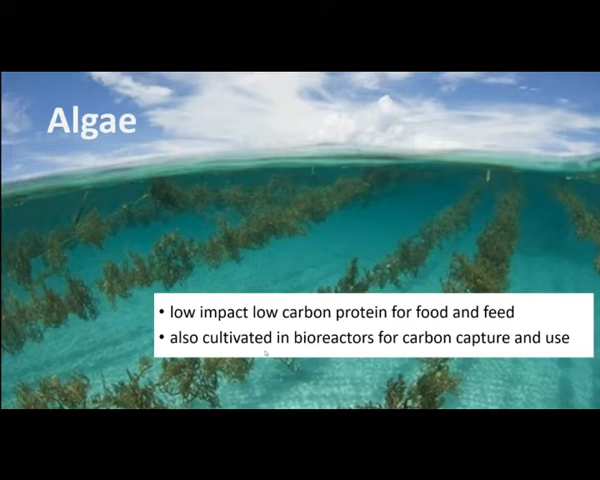 Algae
• low impact low carbon protein for food and feed
• also cultivated in bioreactors for carbon capture and use